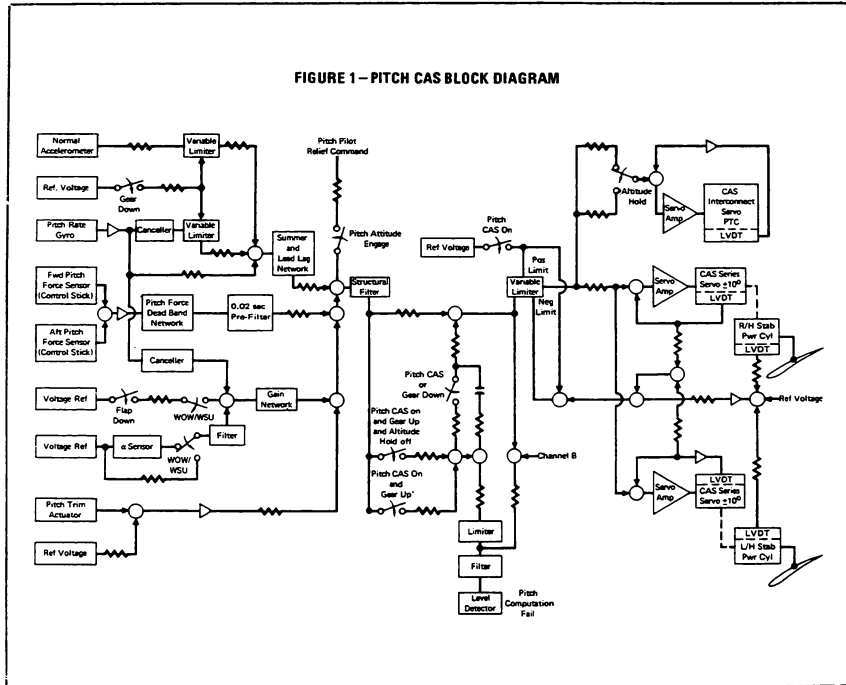 FIGURE 1—PITCH CAS BLOCK DIAGRAM
Normal
Accelerometer
Variable
Limiter
Ref. Voltage
Gear
Down
Pitch Rate
Gyro
Canceller
Variable
Limiter
Summer
and Lead Lag
Network
Fwd Pitch
Force Sensor
(Control Stick)
Aft Pitch
Force Sensor
(Control Stick)
Pitch Force
Dead Band
Network
0.02 sec
Pre-Filter
Canceller
Voltage Ref
Flap
Down
WOW/WSU
Gain
Network
Voltage Ref
α Sensor
WOW/
WSU
Filter
Pitch Trim
Actuator
Ref Voltage
Pitch Pilot
Relief Command
Pitch Attitude
Engage
Structural
Filter
Pitch CAS
or
Gear Down
Pitch CAS on
and Gear Up
and Altitude
Hold off
Pitch CAS On
and
Gear Up
Limiter
Filter
Level
Detector
Pitch
Computation
Fail
Channel B
Pitch
CAS On
Ref Voltage
Pos
Limit
Variable
Limiter
Neg
Limit
Altitude
Hold
Servo
Amp
CAS
Interconnect
Servo
PTC
LVDT
Servo
Amp
CAS Series
Servo ±10⁰
LVDT
R/H Stab
Pwr Cyl
LVDT
Ref Voltage
Servo
Amp
LVDT
CAS Series
Servo ±10⁰
LVDT
L/H Stab
Pwr Cyl